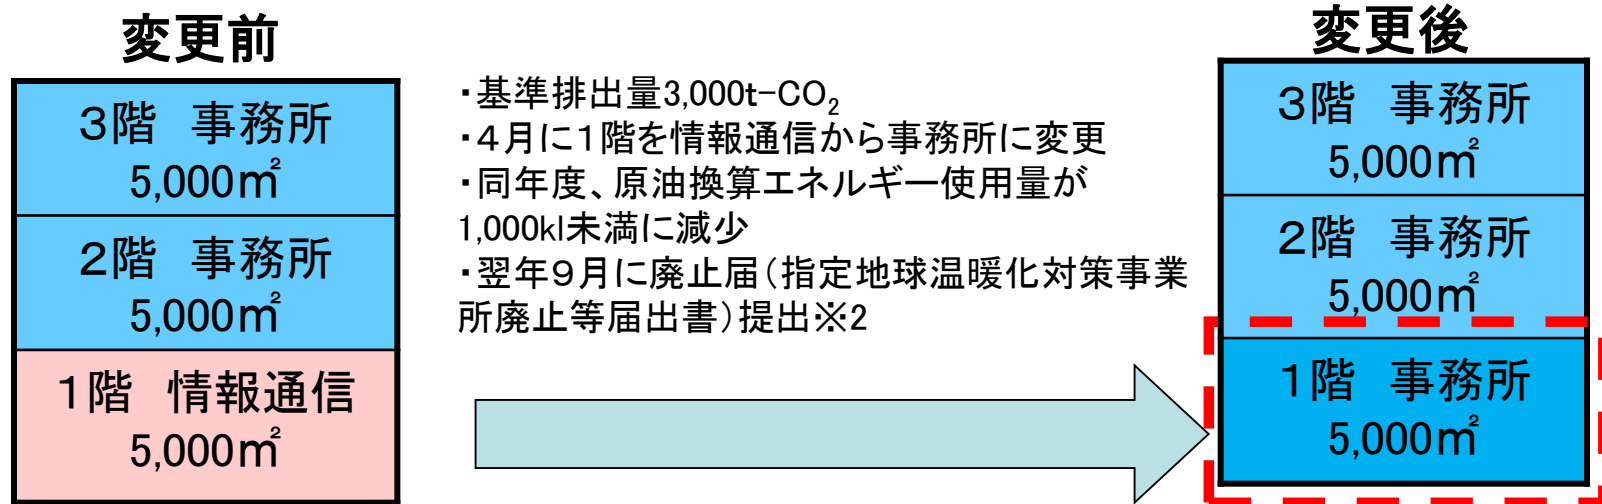 変更前
３階　事務所
5,000㎡
２階　事務所
5,000㎡
１階　情報通信
5,000㎡
・基準排出量3,000t-CO₂
・４月に１階を情報通信から事務所に変更
・同年度、原油換算エネルギー使用量が
1,000kl未満に減少
・翌年９月に廃止届（指定地球温暖化対策事業
所廃止等届出書）提出※2
変更後
３階　事務所
5,000㎡
２階　事務所
5,000㎡
１階　事務所
5,000㎡